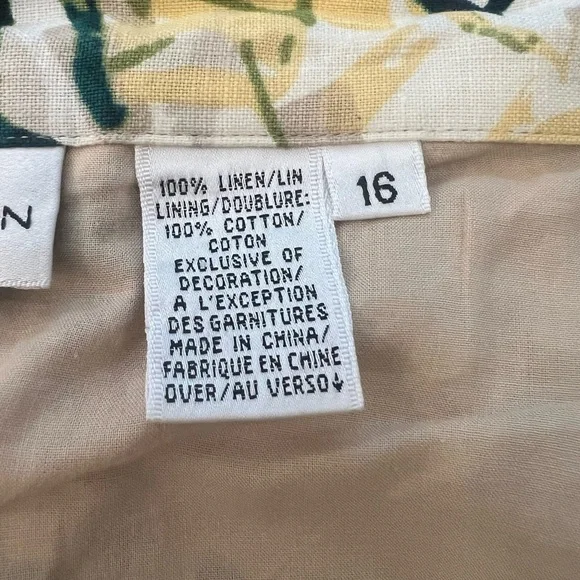 N
100% LINEN/LIN
LINING/DOUBLURE:
100% COTTON/
COTON
EXCLUSIVE OF
DECORATION/
A L'EXCEPTION
DES GARNITURES
MADE IN CHINA/
FABRIQUE EN CHINE
OVER/AU VERSO↓
16